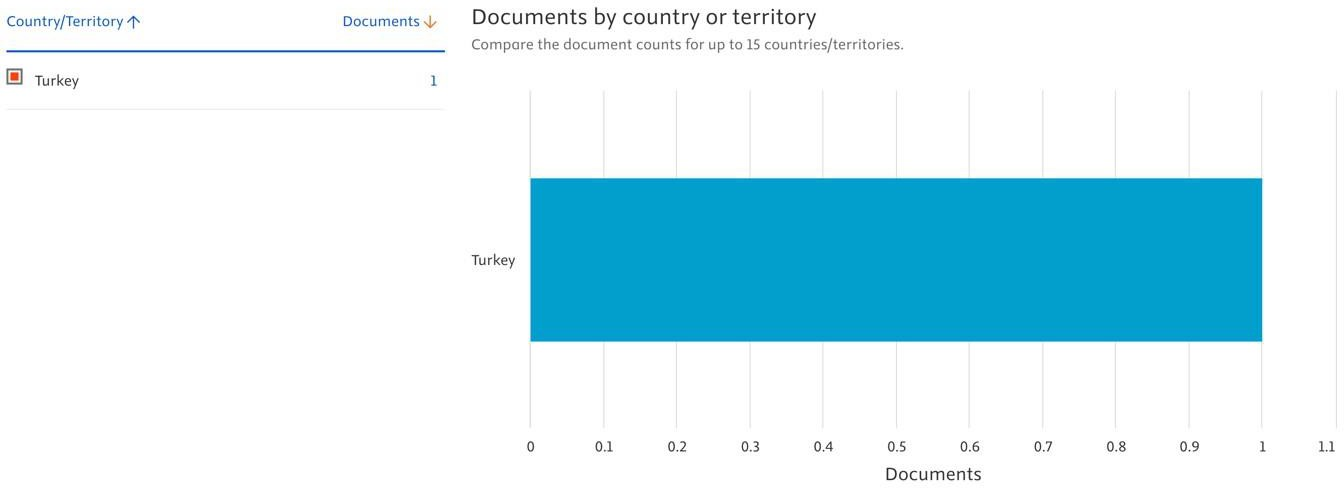 Country/Territory Documents
Turkey 1
Documents by country or territory
Compare the document counts for up to 15 countries/territories.
Turkey
0 0.1 0.2 0.3 0.4 0.5 0.6 0.7 0.8 0.9 1 1.1
Documents